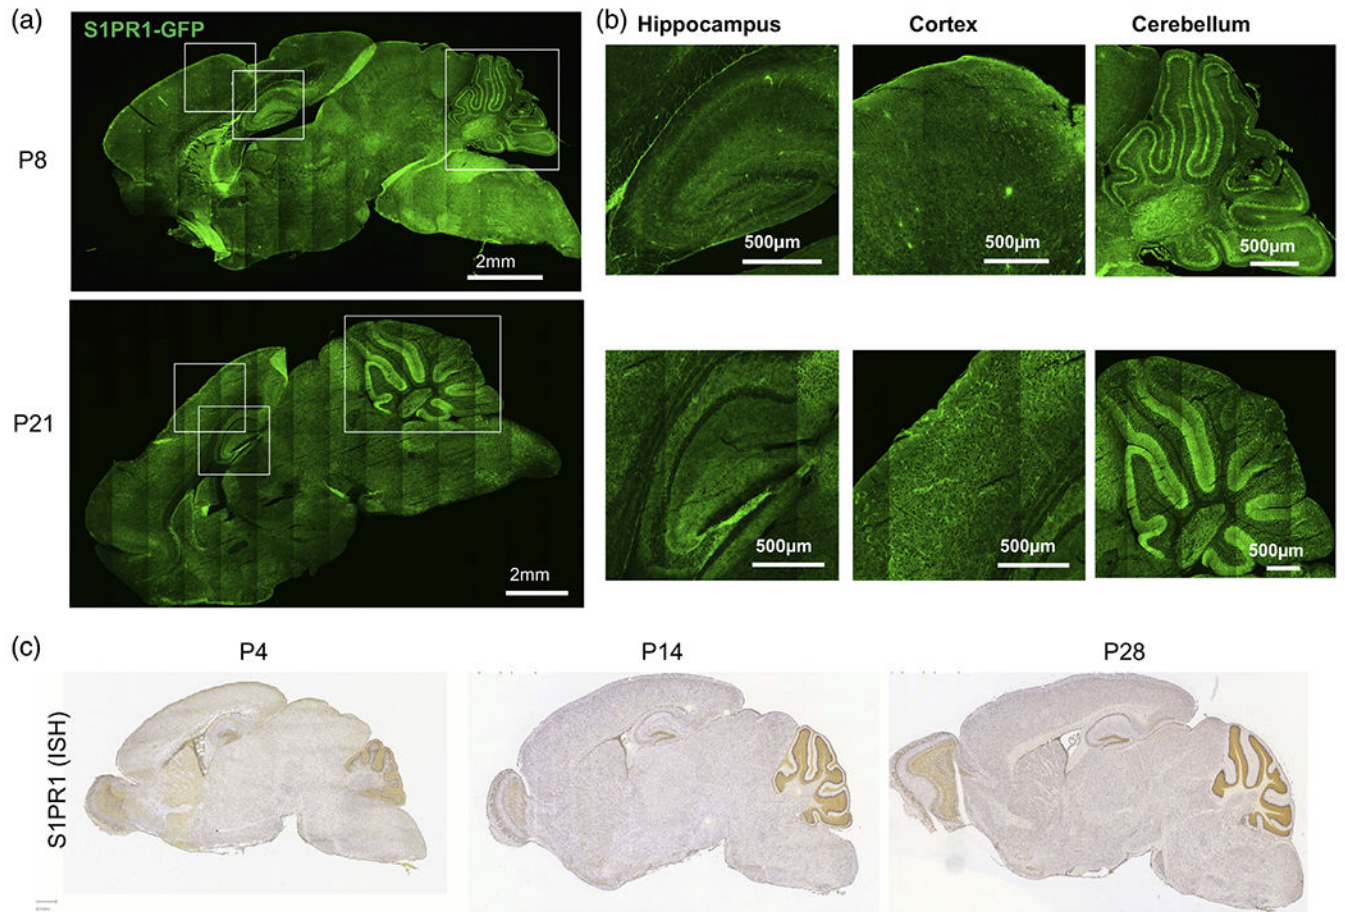 (a)
S1PR1-GFP
P8
2mm
P21
2mm
(b)
Hippocampus
Cortex
Cerebellum
500µm
500µm
500µm
500µm
500µm
500µm
(c)
P4
P14
P28
S1PR1 (ISH)